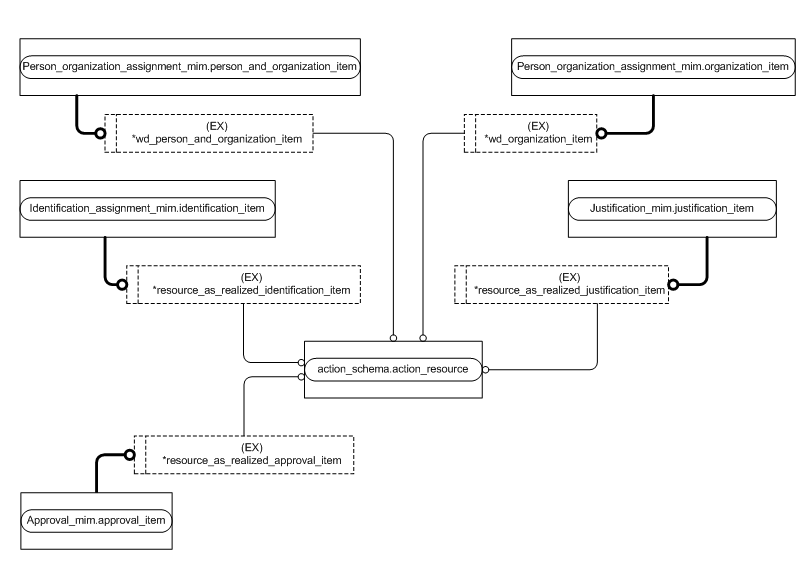 Person_organization_assignment_mim.person_and_organization_item
Person_organization_assignment_mim.organization_item
(EX)
*wd_person_and_organization_item
(EX)
*wd_organization_item
Identification_assignment_mim.identification_item
Justification_mim.justification_item
(EX)
*resource_as_realized_identification_item
(EX)
*resource_as_realized_justification_item
action_schema.action_resource
(EX)
*resource_as_realized_approval_item
Approval_mim.approval_item